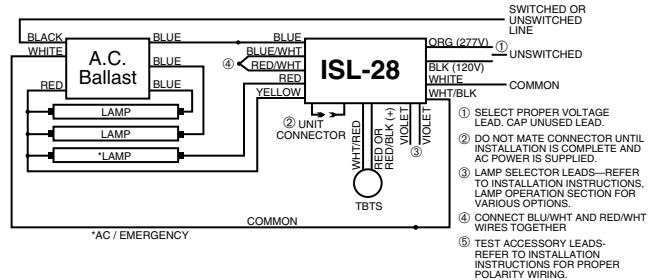 SWITCHED OR
UNSWITCHED
LINE
BLACK
BLUE
BLUE
ORG (277V)
①
WHITE
A.C.
Ballast
BLUE
BLUE/WHT
④
RED/WHT
ISL-28
UNSWITCHED
BLK (120V)
RED
BLUE
RED
WHITE
COMMON
YELLOW
WHT/BLK
LAMP
LAMP
*LAMP
② UNIT
CONNECTOR
WHT/RED
RED OR
RED/BLK (+)
VIOLET
VIOLET
③
TBTS
COMMON
*AC / EMERGENCY
① SELECT PROPER VOLTAGE
LEAD. CAP UNUSED LEAD.
② DO NOT MATE CONNECTOR UNTIL
INSTALLATION IS COMPLETE AND
AC POWER IS SUPPLIED.
③ LAMP SELECTOR LEADS—REFER
TO INSTALLATION INSTRUCTIONS,
LAMP OPERATION SECTION FOR
VARIOUS OPTIONS.
④ CONNECT BLU/WHT AND RED/WHT
WIRES TOGETHER
⑤ TEST ACCESSORY LEADS-
REFER TO INSTALLATION
INSTRUCTIONS FOR PROPER
POLARITY WIRING.